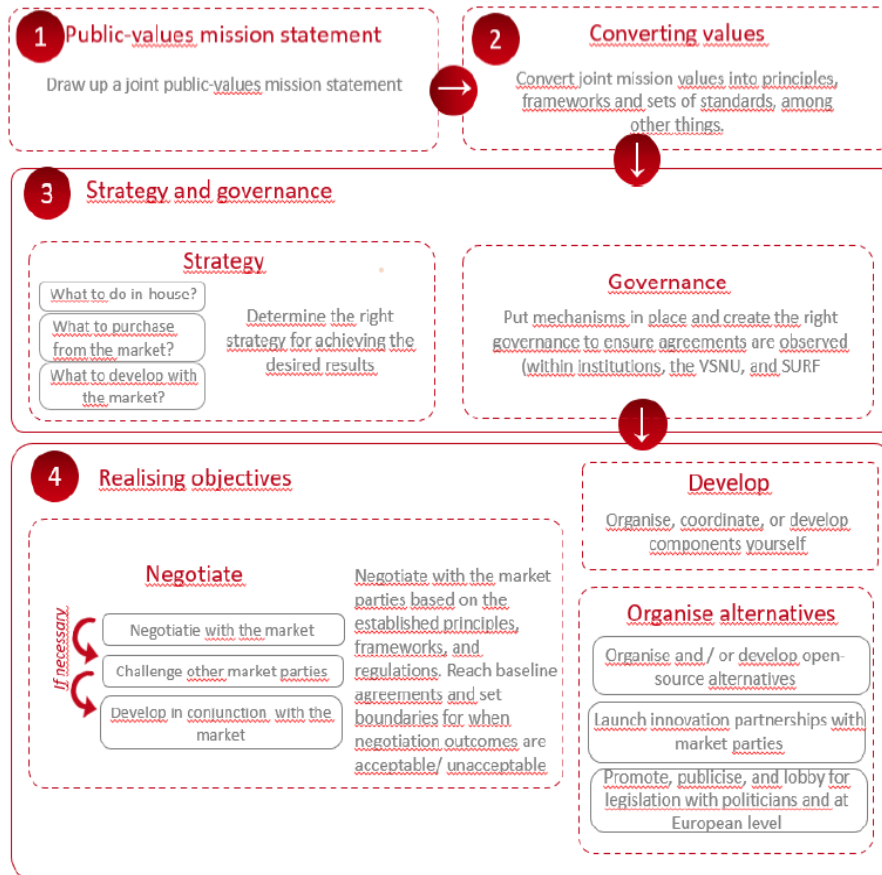 1
Public-values mission statement
Draw up a joint public-values mission statement
2
Converting values
Convert joint mission values into principles,
frameworks and sets of standards, among
other things.
3
Strategy and governance
Strategy
What to do in house?
What to purchase
from the market?
What to develop with
the market?
Determine the right
strategy for achieving the
desired results
Governance
Put mechanisms in place and create the right
governance to ensure agreements are observed
(within institutions, the VSNU, and SURF
4
Realising objectives
Negotiate
If necessary
Negotiatie with the market
Challenge other market parties
Develop in conjunction with the
market
Negotiate with the market
parties based on the
established principles,
frameworks, and
regulations. Reach baseline
agreements and set
boundaries for when
negotiation outcomes are
acceptable/ unacceptable
Develop
Organise, coordinate, or develop
components yourself
Organise alternatives
Organise and / or develop open-
source alternatives
Launch innovation partnerships with
market parties
Promote, publicise, and lobby for
legislation with politicians and at
European level